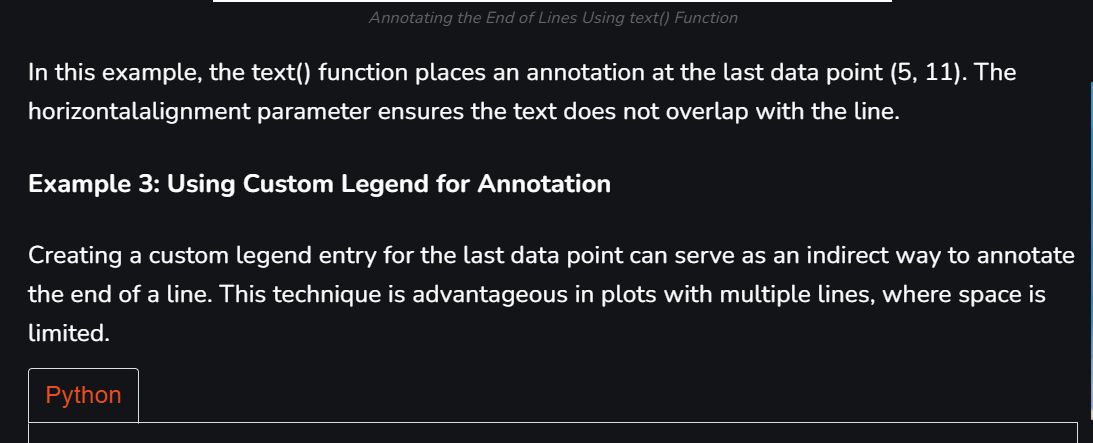 Annotating the End of Lines Using text() Function
In this example, the text() function places an annotation at the last data point (5, 11). The
horizontalalignment parameter ensures the text does not overlap with the line.
Example 3: Using Custom Legend for Annotation
Creating a custom legend entry for the last data point can serve as an indirect way to annotate
the end of a line. This technique is advantageous in plots with multiple lines, where space is
limited.
Python